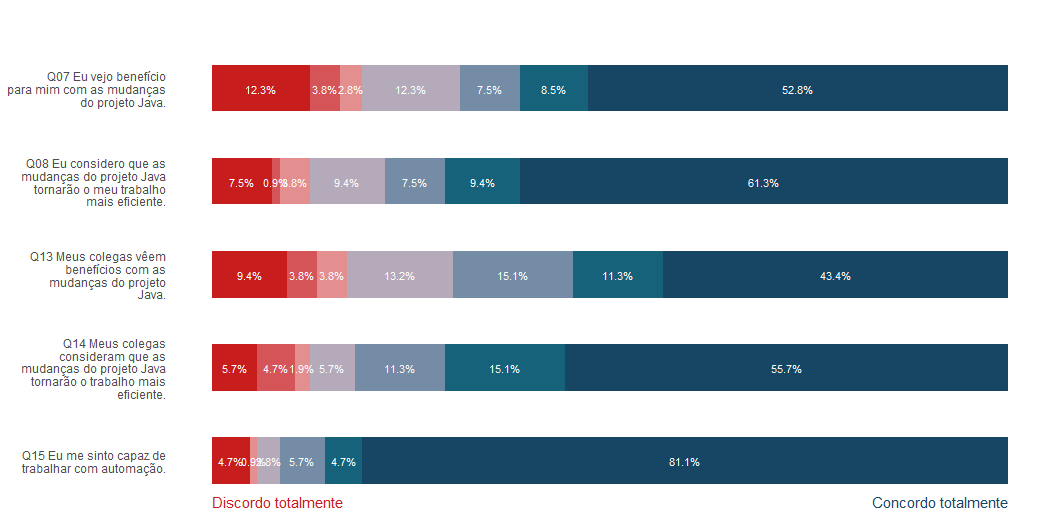 Q07 Eu vejo benefício
para mim com as mudanças
do projeto Java.
12.3% 3.8% 2.8% 12.3% 7.5% 8.5% 52.8%
Q08 Eu considero que as
mudanças do projeto Java
tornarão o meu trabalho
mais eficiente.
7.5% 0.9% 3.8% 9.4% 7.5% 9.4% 61.3%
Q13 Meus colegas vêem
benefícios com as
mudanças do projeto
Java.
9.4% 3.8% 3.8% 13.2% 15.1% 11.3% 43.4%
Q14 Meus colegas
consideram que as
mudanças do projeto Java
tornarão o trabalho mais
eficiente.
5.7% 4.7% 1.9% 5.7% 11.3% 15.1% 55.7%
Q15 Eu me sinto capaz de
trabalhar com automação.
4.7% 0.9% 2.8% 5.7% 4.7% 81.1%
Discordo totalmente
Concordo totalmente